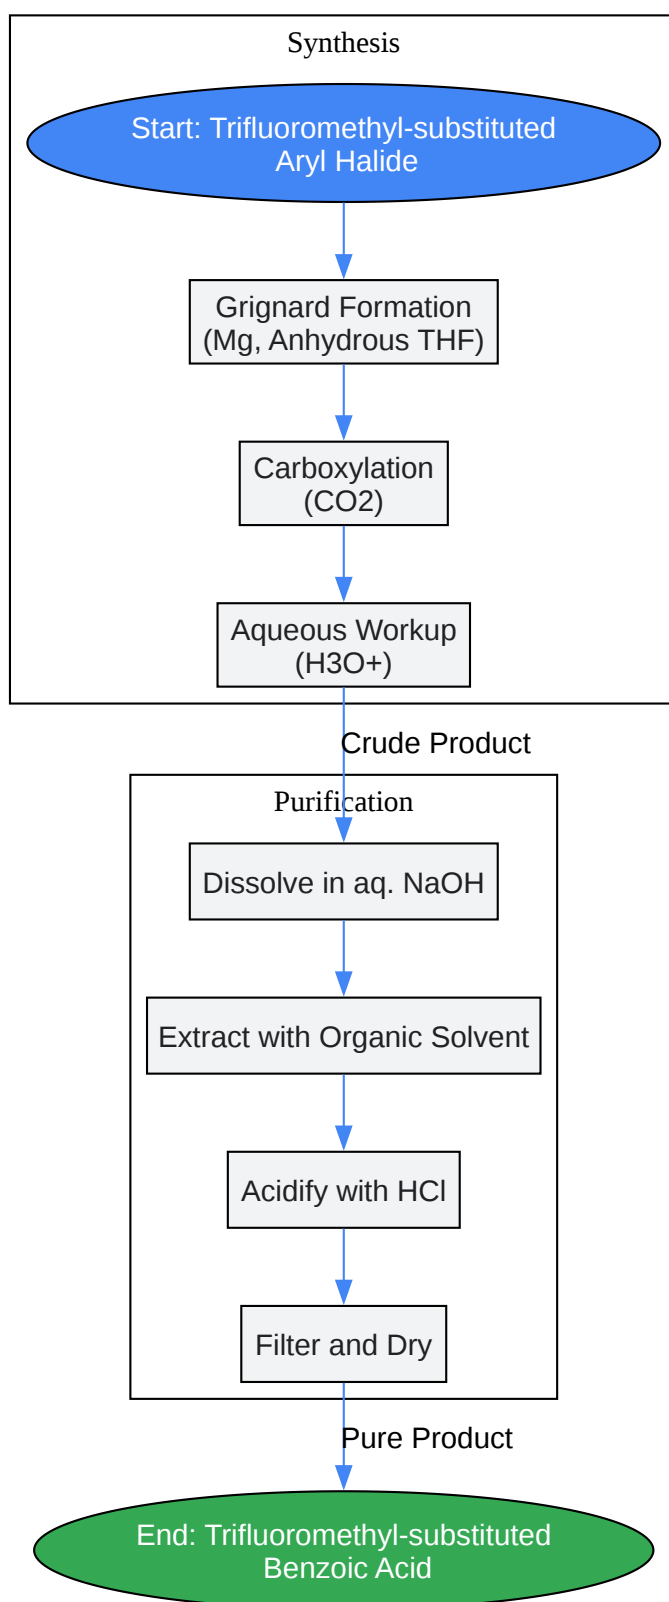 Synthesis
Start: Trifluoromethyl-substituted
Aryl Halide
Grignard Formation
(Mg, Anhydrous THF)
Carboxylation
(CO2)
Aqueous Workup
(H3O+)
Crude Product
Purification
Dissolve in aq. NaOH
Extract with Organic Solvent
Acidify with HCl
Filter and Dry
Pure Product
End: Trifluoromethyl-substituted
Benzoic Acid